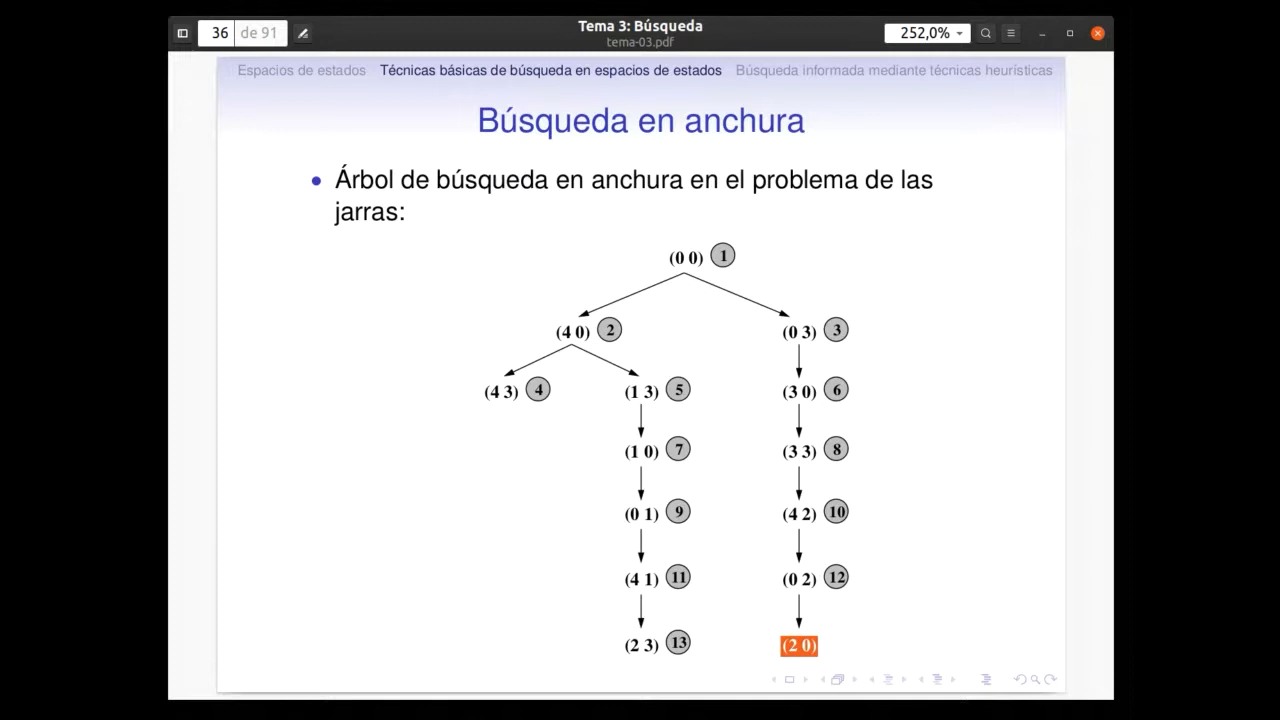 36 de 91
Tema 3: Búsqueda
tema-03.pdf
252,0%
Espacios de estados Técnicas básicas de búsqueda en espacios de estados Búsqueda informada mediante técnicas heurísticas
Búsqueda en anchura
• Árbol de búsqueda en anchura en el problema de las
jarras:
(0 0) 1
(4 0) 2 (0 3) 3
(4 3) 4 (1 3) 5 (3 0) 6
(1 0) 7 (3 3) 8
(0 1) 9 (4 2) 10
(4 1) 11 (0 2) 12
(2 3) 13 (2 0)